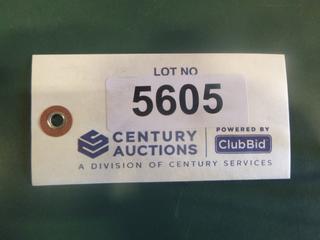 LOT NO
5605
CENTURY AUCTIONS
POWERED BY
ClubBid
A DIVISION OF CENTURY SERVICES